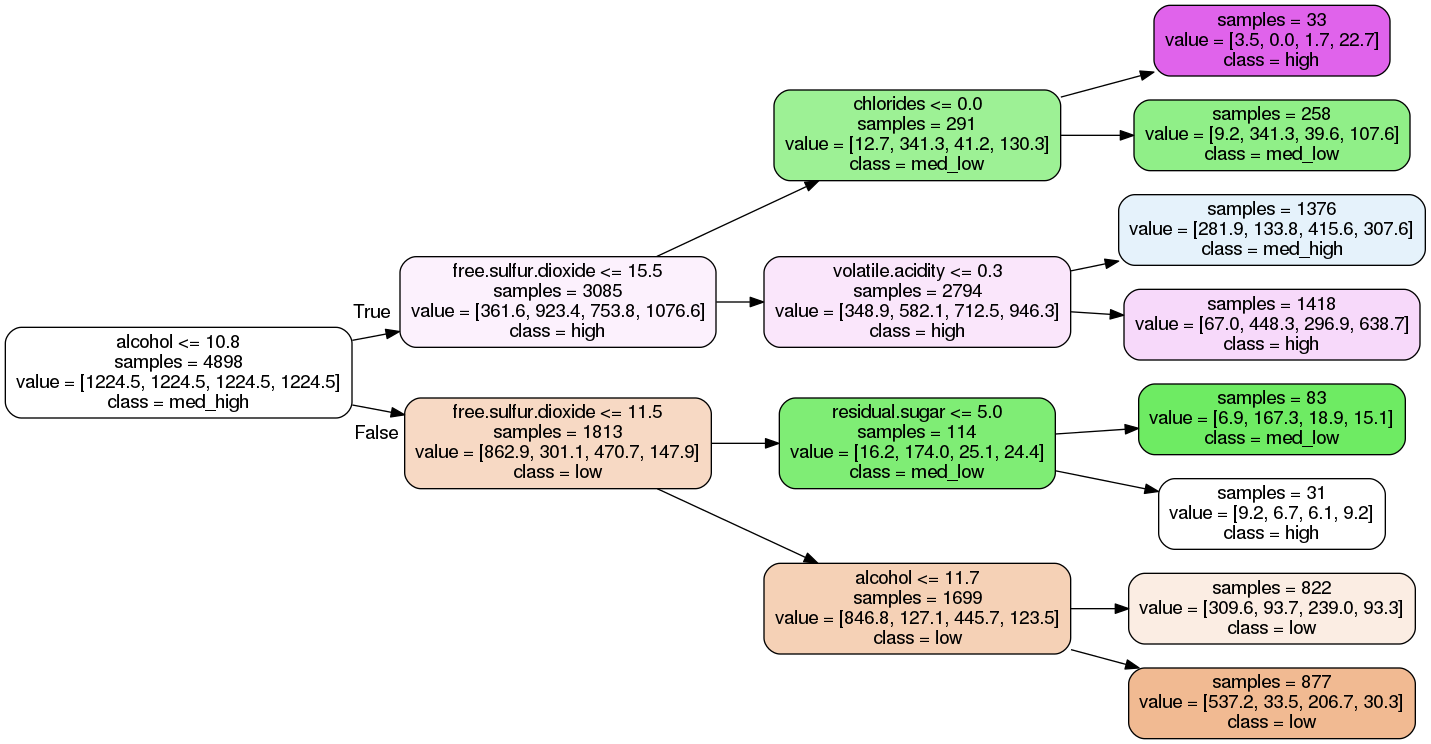 alcohol <= 10.8
samples = 4898
value = [1224.5, 1224.5, 1224.5, 1224.5]
class = med_high
True
False
free.sulfur.dioxide <= 15.5
samples = 3085
value = [361.6, 923.4, 753.8, 1076.6]
class = high
free.sulfur.dioxide <= 11.5
samples = 1813
value = [862.9, 301.1, 470.7, 147.9]
class = low
chlorides <= 0.0
samples = 291
value = [12.7, 341.3, 41.2, 130.3]
class = med_low
volatile.acidity <= 0.3
samples = 2794
value = [348.9, 582.1, 712.5, 946.3]
class = high
residual.sugar <= 5.0
samples = 114
value = [16.2, 174.0, 25.1, 24.4]
class = med_low
alcohol <= 11.7
samples = 1699
value = [846.8, 127.1, 445.7, 123.5]
class = low
samples = 33
value = [3.5, 0.0, 1.7, 22.7]
class = high
samples = 258
value = [9.2, 341.3, 39.6, 107.6]
class = med_low
samples = 1376
value = [281.9, 133.8, 415.6, 307.6]
class = med_high
samples = 1418
value = [67.0, 448.3, 296.9, 638.7]
class = high
samples = 83
value = [6.9, 167.3, 18.9, 15.1]
class = med_low
samples = 31
value = [9.2, 6.7, 6.1, 9.2]
class = high
samples = 822
value = [309.6, 93.7, 239.0, 93.3]
class = low
samples = 877
value = [537.2, 33.5, 206.7, 30.3]
class = low